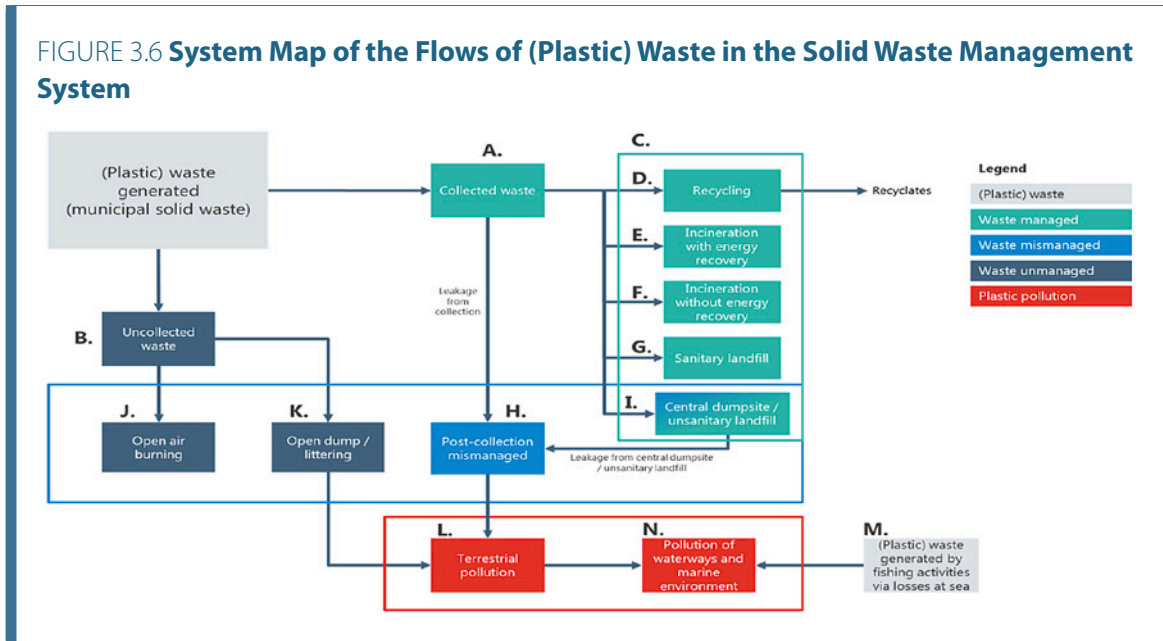 FIGURE 3.6 System Map of the Flows of (Plastic) Waste in the Solid Waste Management
System
(Plastic) waste
generated
(municipal solid waste)
A.
Collected waste
C.
D.
Recycling
Recyclates
E.
Incineration
with energy
recovery
F.
Incineration
without energy
recovery
G.
Sanitary landfill
I.
Central dumpsite /
unsanitary landfill
Legend
(Plastic) waste
Waste managed
Waste mismanaged
Waste unmanaged
Plastic pollution
Leakage
from
collection
B.
Uncollected
waste
J.
Open air
burning
K.
Open dump /
littering
H.
Post-collection
mismanaged
Leakage from central dumpsite
/ unsanitary landfill
L.
Terrestrial
pollution
N.
Pollution of
waterways and
marine
environment
M.
(Plastic) waste
generated by
fishing activities
via losses at sea